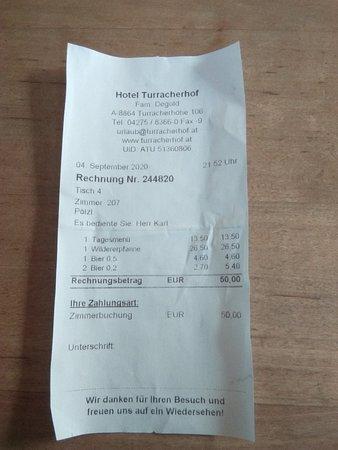 Hotel Turracherhof
Fam. Degold
A-8864 Turracherhöhe 106
Tel. 04275 / 8366-0 Fax -9
urlaub@turracherhof.at
www.turracherhof.at
UID: ATU 51360806
04. September 2020 21:52 Uhr
Rechnung Nr. 244820
Tisch 4
Zimmer: 207
Pölzl
Es bediente Sie: Herr Karl
1 Tagesmenü 13,50 13,50
1 Wildererpfanne 26,50 26,50
1 Bier 0,5 4,60 4,60
2 Bier 0,2 2,70 5,40
Rechnungsbetrag EUR 50,00
Ihre Zahlungsart:
Zimmerbuchung EUR 50,00
Unterschrift:
Wir danken für Ihren Besuch und
freuen uns auf ein Wiedersehen!